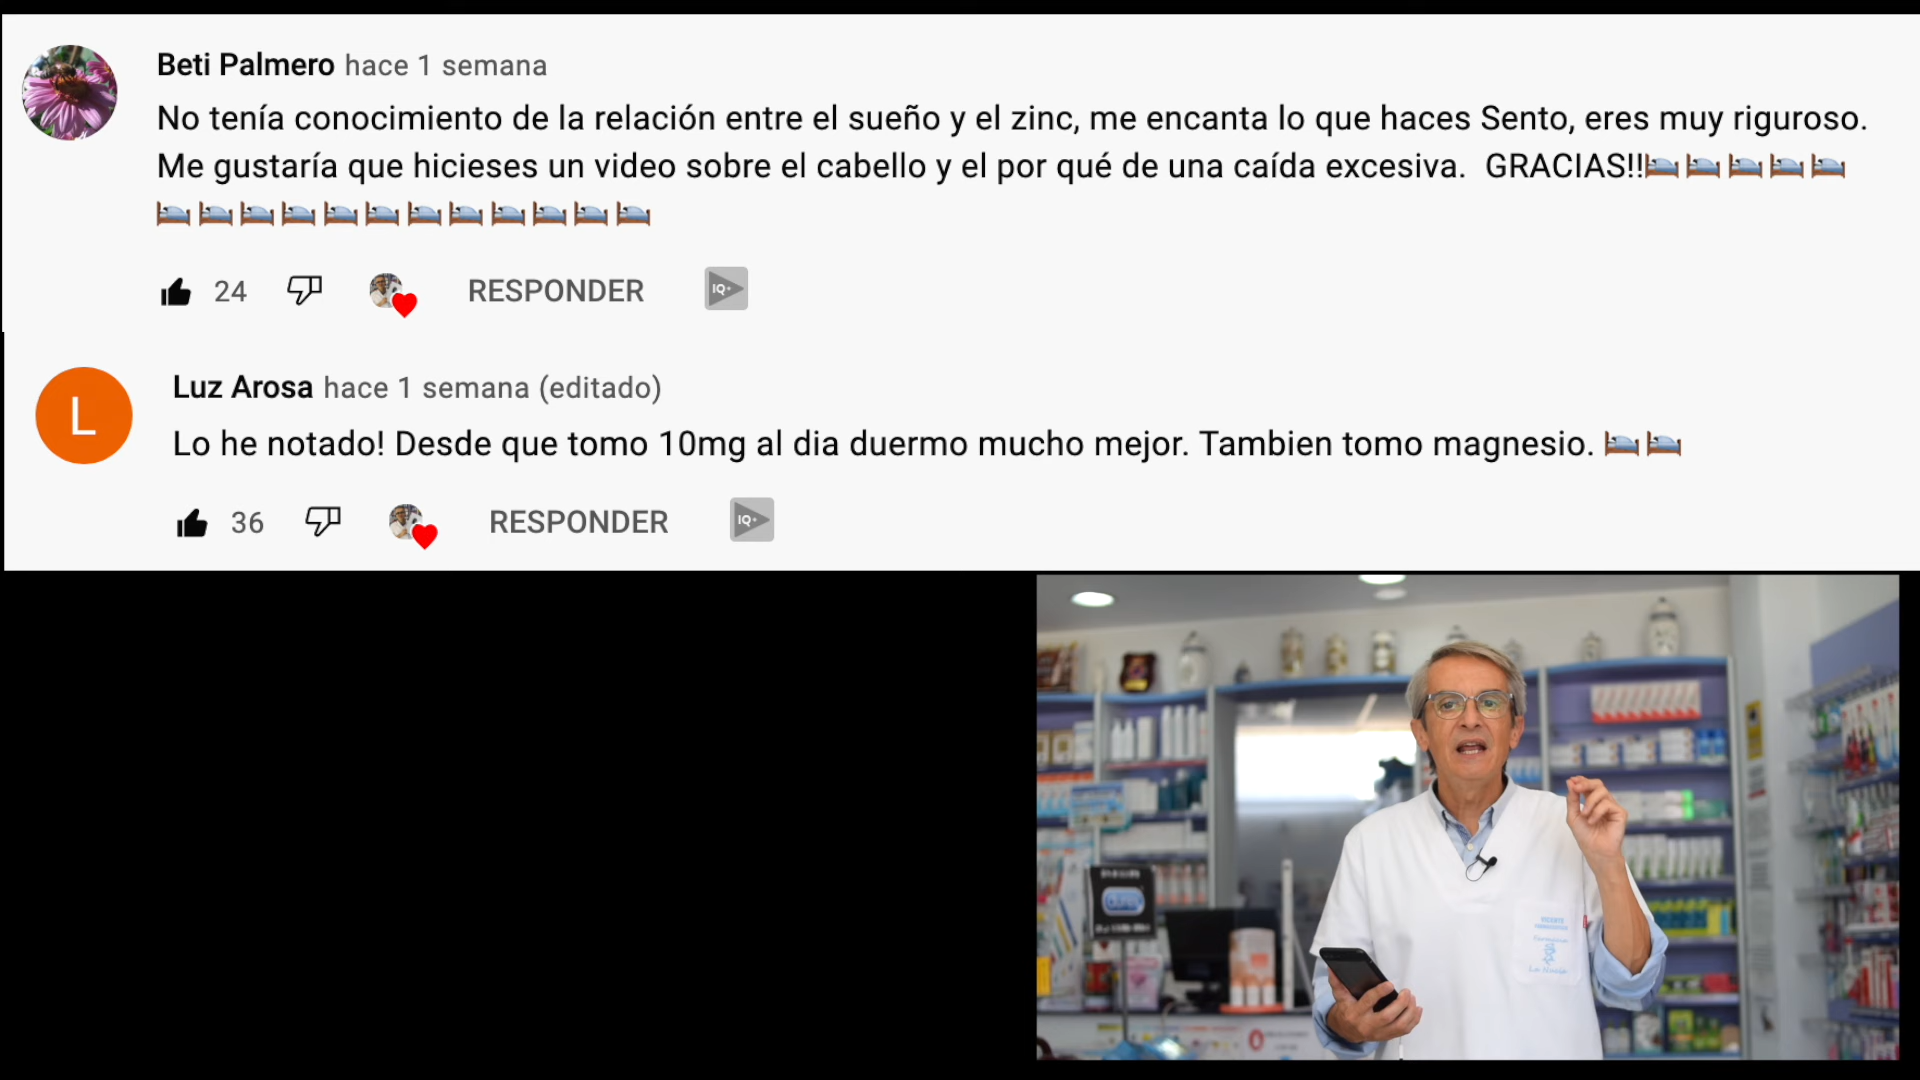 Beti Palmero hace 1 semana
No tenía conocimiento de la relación entre el sueño y el zinc, me encanta lo que haces Sento, eres muy riguroso.
Me gustaría que hicieses un video sobre el cabello y el por qué de una caída excesiva.  GRACIAS!!🛌🛌🛌🛌🛌
🛌🛌🛌🛌🛌🛌🛌🛌🛌🛌🛌🛌
24 RESPONDER IQ+
L
Luz Arosa hace 1 semana (editado)
Lo he notado! Desde que tomo 10mg al dia duermo mucho mejor. Tambien tomo magnesio. 🛌🛌
36 RESPONDER IQ+
VICENTE